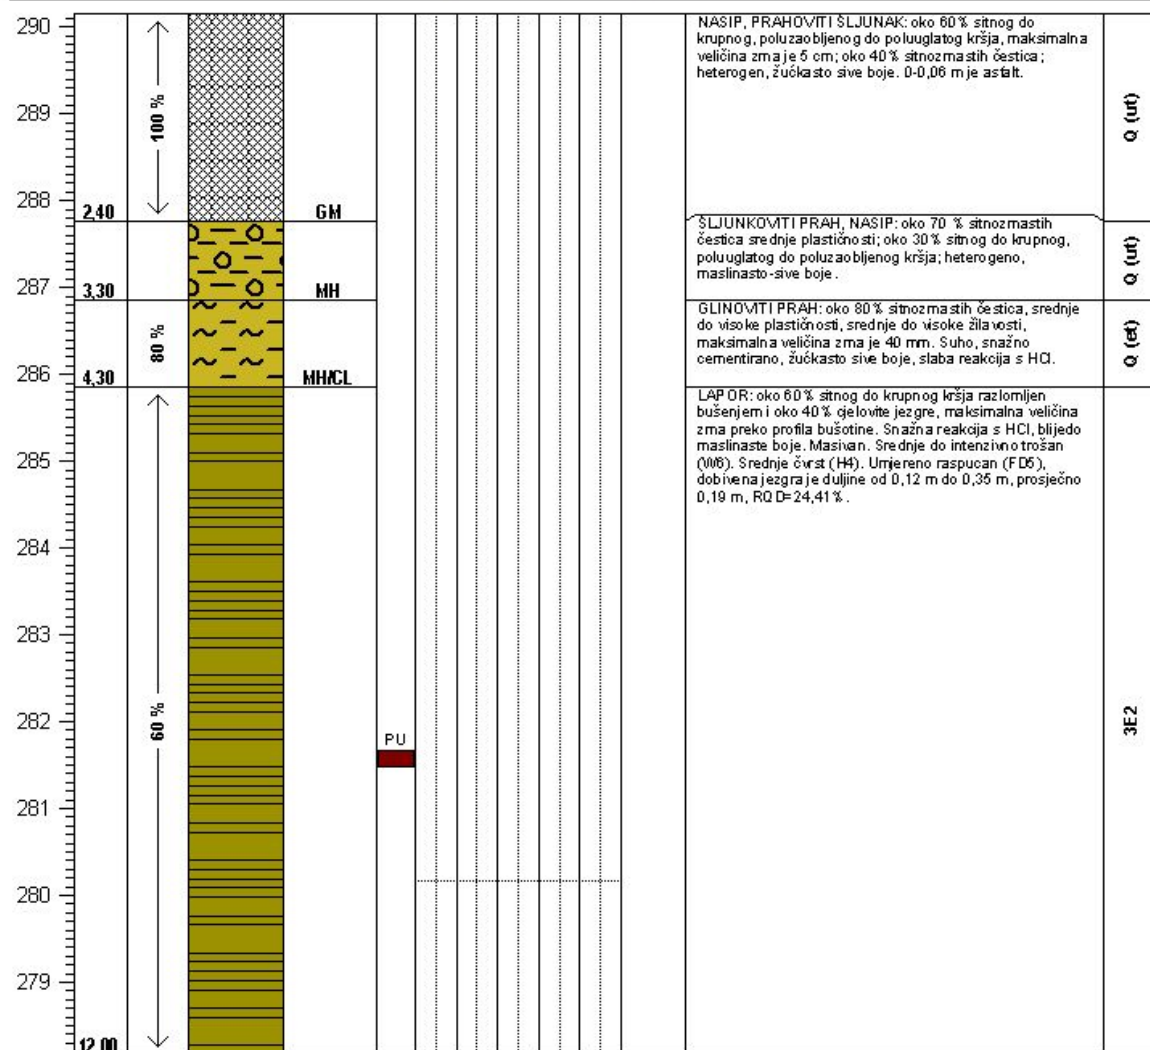 290
289
288
287
286
285
284
283
282
281
280
279
2,40
3,30
4,30
12,00
100 %
80 %
60 %
GM
MH
MH/CL
PU
NASIP, PRAHOVITI ŠLJUNAK: oko 60% sitnog do
krupnog, poluzaobljenog do poluuglatog kršja, maksimalna
veličina zrna je 5 cm; oko 40% sitnozrnastih čestica;
heterogen, žućkasto sive boje. 0-0,06 m je asfalt.
ŠLJUNKOVITI PRAH, NASIP: oko 70 % sitnozrnastih
čestica srednje plastičnosti; oko 30% sitnog do krupnog,
poluuglatog do poluzaobljenog kršja; heterogeno,
maslinasto-sive boje.
GLINOVITI PRAH: oko 80% sitnozrnastih čestica, srednje
do visoke plastičnosti, srednje do visoke žilavosti,
maksimalna veličina zrna je 40 mm. Suho, snažno
cementirano, žućkasto sive boje, slaba reakcija s HCl.
LAPOR: oko 60% sitnog do krupnog kršja razlomljen
bušenjem i oko 40% cjelovite jezgre, maksimalna veličina
zrna preko profila bušotine. Snažna reakcija s HCl, blijedo
maslinaste boje. Masivan. Srednje do intenzivno trošan
(W6). Srednje čvrst (H4). Umjereno raspucan (FD5),
dobivena jezgra je duljine od 0,12 m do 0,35 m, prosječno
0,19 m, RQD=24,41%.
Q (ut)
Q (ut)
Q (et)
3E2